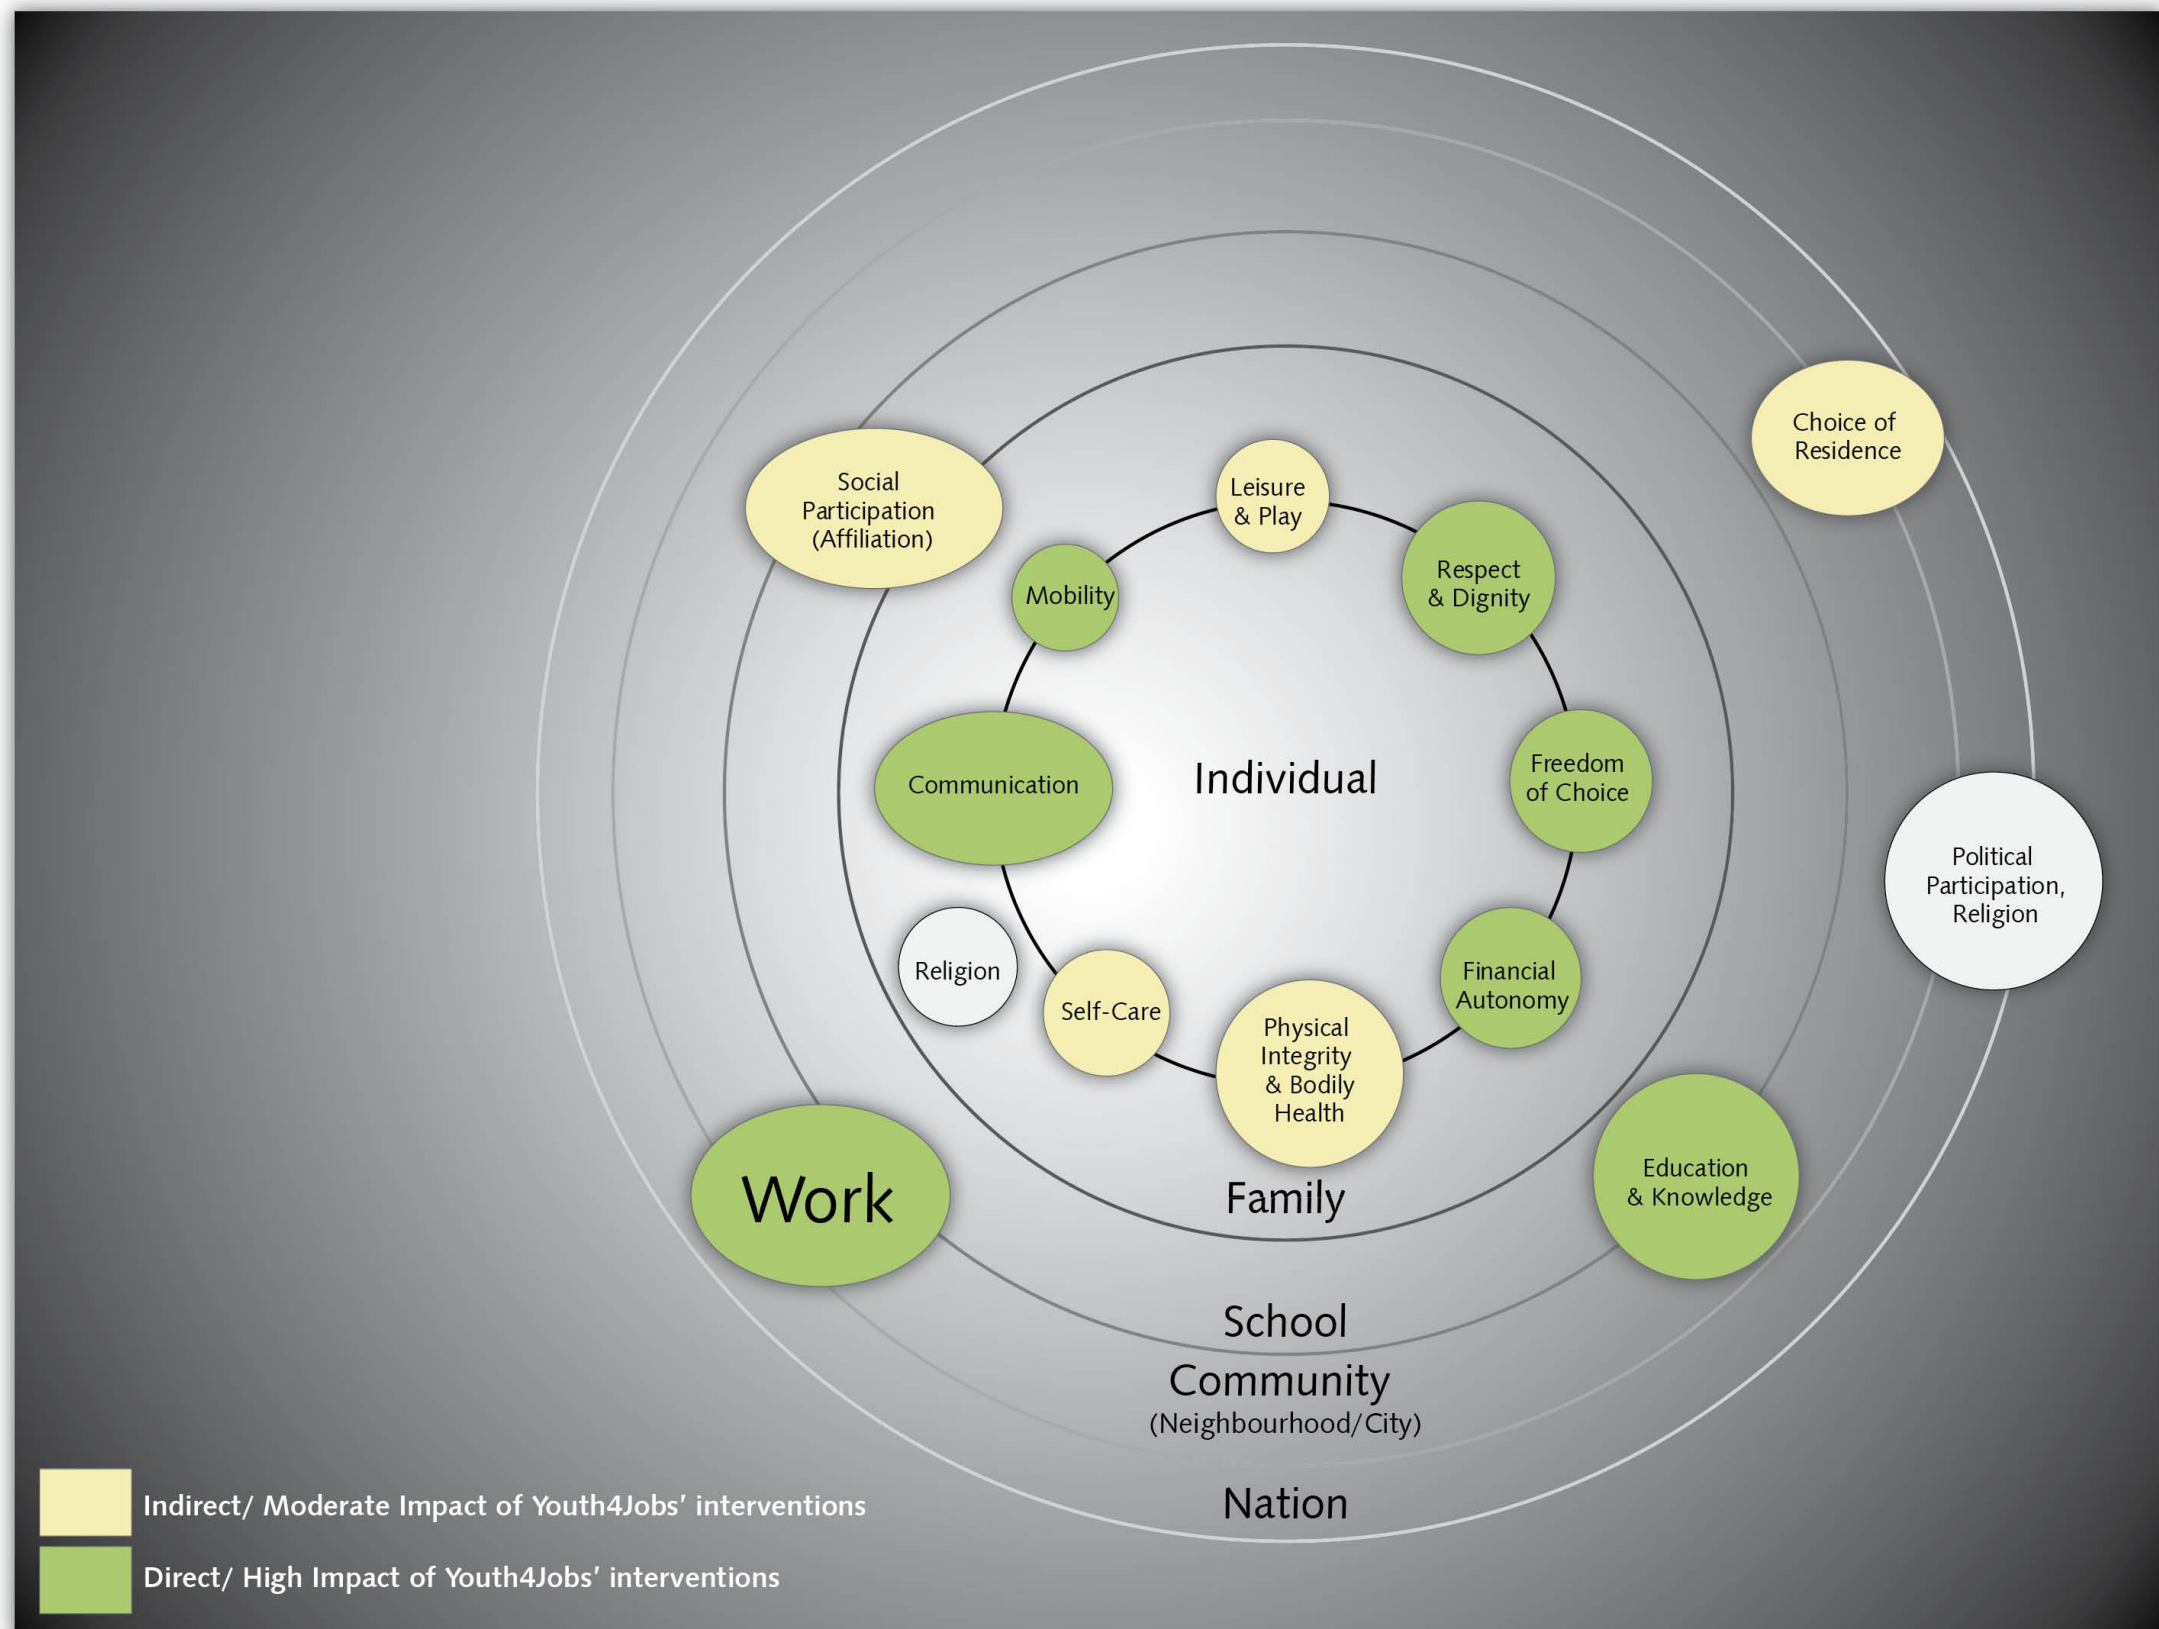 Choice of
Residence
Social
Participation
(Affiliation)
Leisure
& Play
Respect
& Dignity
Mobility
Freedom
of Choice
Individual
Communication
Political
Participation,
Religion
Religion
Financial
Autonomy
Self-Care
Physical
Integrity
& Bodily
Health
Education
& Knowledge
Work
Family
School
Community
(Neighbourhood/City)
Nation
Indirect/ Moderate Impact of Youth4Jobs' interventions
Direct/ High Impact of Youth4Jobs' interventions